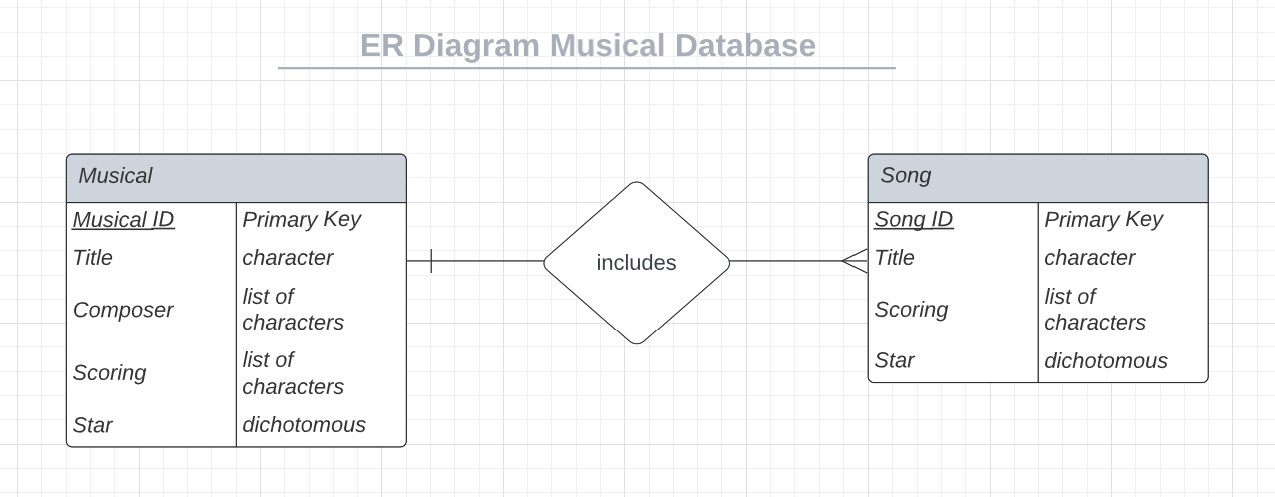 ER Diagram Musical Database
Musical
Musical ID Primary Key
Title character
Composer list of
characters
Scoring list of
characters
Star dichotomous
includes
Song
Song ID Primary Key
Title character
Scoring list of
characters
Star dichotomous